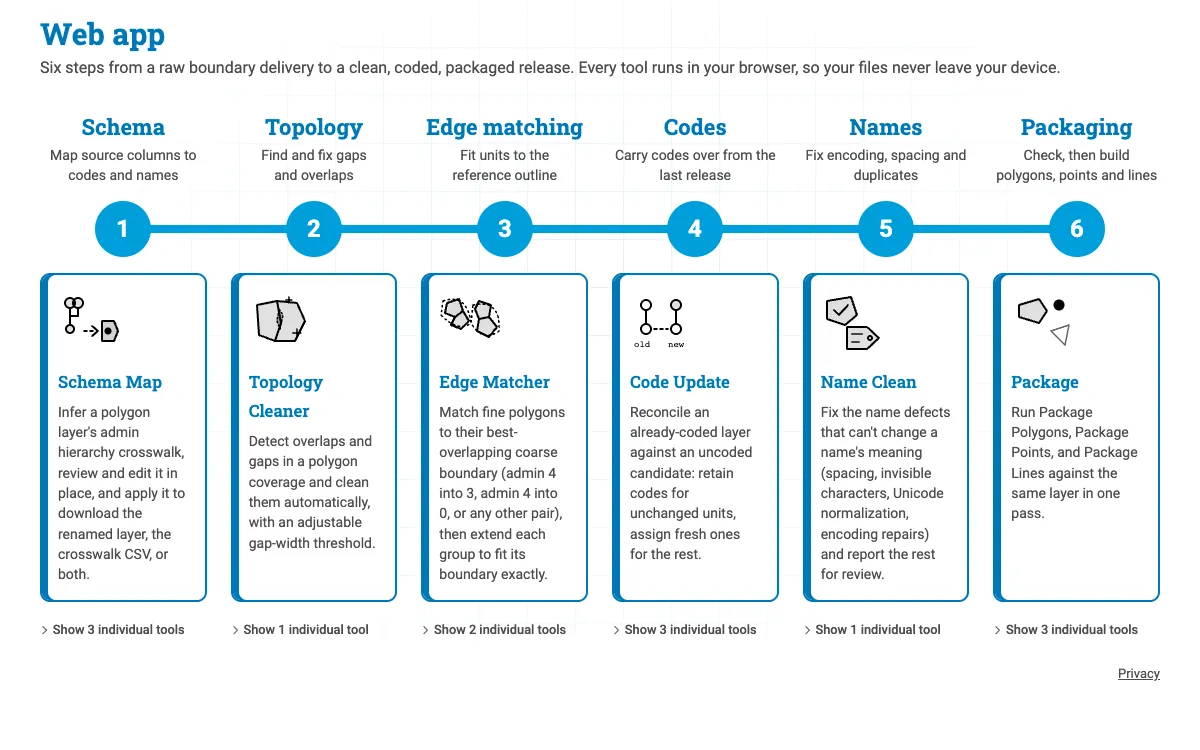 Web app
Six steps from a raw boundary delivery to a clean, coded, packaged release. Every tool runs in your browser, so your files never leave your device.
Schema
Map source columns to
codes and names
Topology
Find and fix gaps
and overlaps
Edge matching
Fit units to the
reference outline
Codes
Carry codes over from the
last release
Names
Fix encoding, spacing and
duplicates
Packaging
Check, then build
polygons, points and lines
1
2
3
4
5
6
Schema Map
Infer a polygon
layer's admin
hierarchy crosswalk,
review and edit it in
place, and apply it to
download the
renamed layer, the
crosswalk CSV, or
both.
Topology
Cleaner
Detect overlaps and
gaps in a polygon
coverage and clean
them automatically,
with an adjustable
gap-width threshold.
Edge Matcher
Match fine polygons
to their best-
overlapping coarse
boundary (admin 4
into 3, admin 4 into
0, or any other pair),
then extend each
group to fit its
boundary exactly.
old new
Code Update
Reconcile an
already-coded layer
against an uncoded
candidate: retain
codes for
unchanged units,
assign fresh ones
for the rest.
Name Clean
Fix the name defects
that can't change a
name's meaning
(spacing, invisible
characters, Unicode
normalization,
encoding repairs)
and report the rest
for review.
Package
Run Package
Polygons, Package
Points, and Package
Lines against the
same layer in one
pass.
Show 3 individual tools
Show 1 individual tool
Show 2 individual tools
Show 3 individual tools
Show 1 individual tool
Show 3 individual tools
Privacy